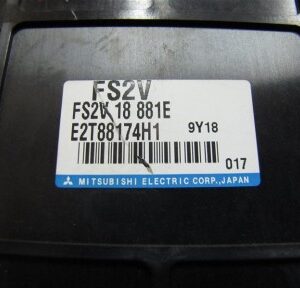 FS2V
FS2V 18 881E
E2T88174H1 9Y18
017
MITSUBISHI ELECTRIC CORP., JAPAN